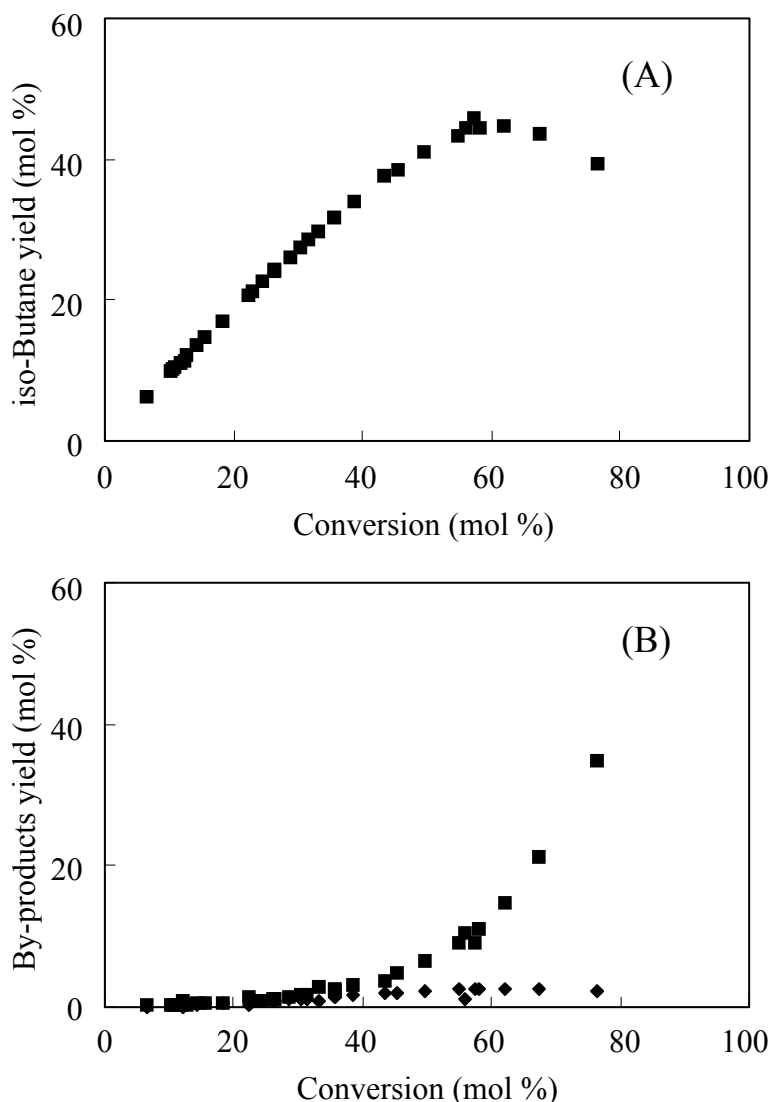 60
(A)
40
20
0
iso-Butane yield (mol %)
0 20 40 60 80 100
Conversion (mol %)
60
(B)
40
20
0
By-products yield (mol %)
0 20 40 60 80 100
Conversion (mol %)